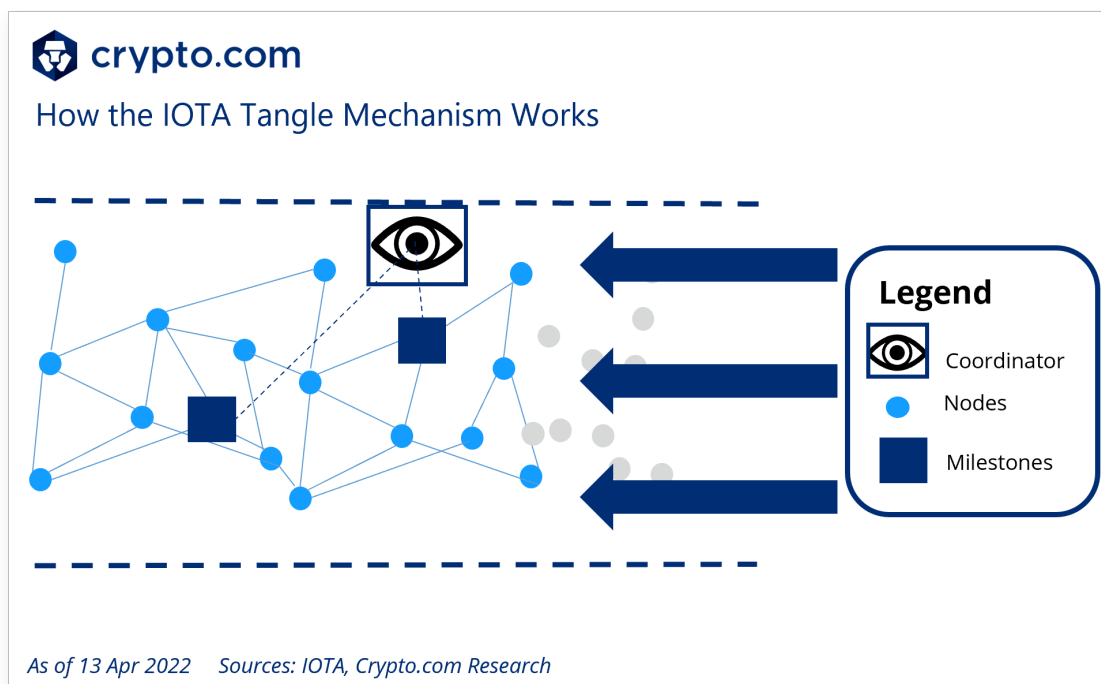 crypto.com
How the IOTA Tangle Mechanism Works
Legend
Coordinator
Nodes
Milestones
As of 13 Apr 2022 Sources: IOTA, Crypto.com Research